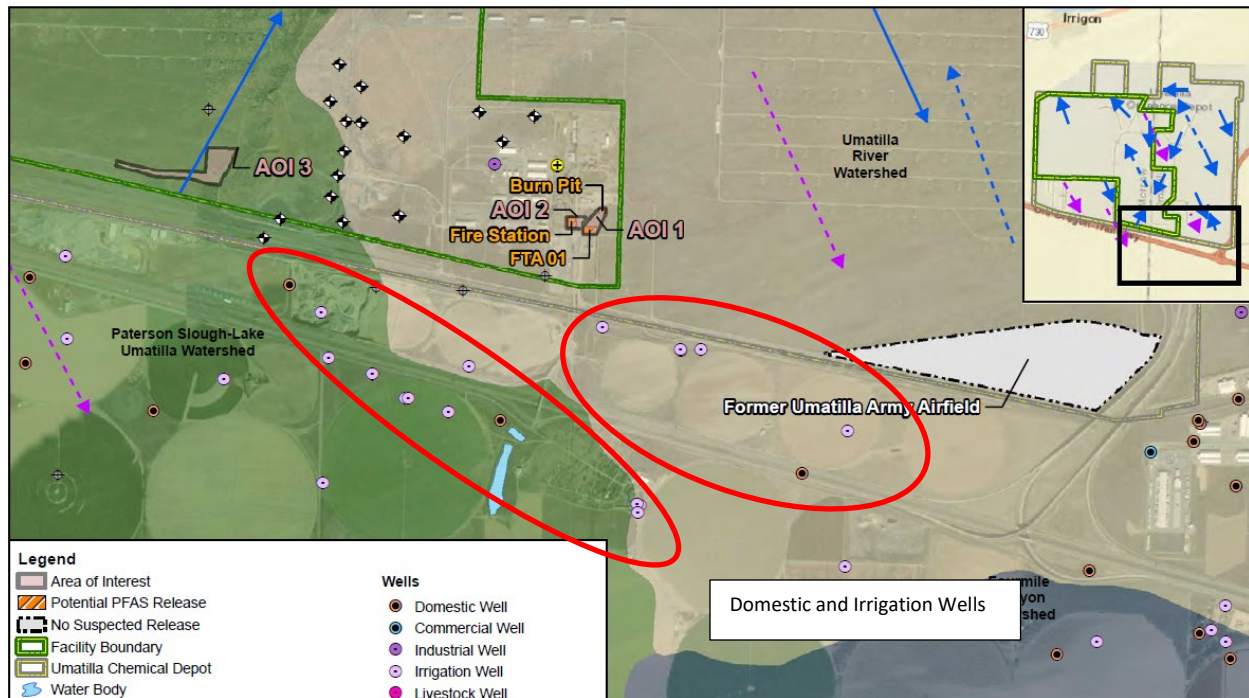 Irrigon
730
AOI 3
Umatilla
River
Watershed
Burn Pit
AOI 2
AOI 1
Fire Station
FTA 01
Paterson Slough-Lake
Umatilla Watershed
Former Umatilla Army Airfield
Domestic and Irrigation Wells
Legend
Area of Interest
Potential PFAS Release
No Suspected Release
Facility Boundary
Umatilla Chemical Depot
Water Body
Wells
Domestic Well
Commercial Well
Industrial Well
Irrigation Well
Livestock Well